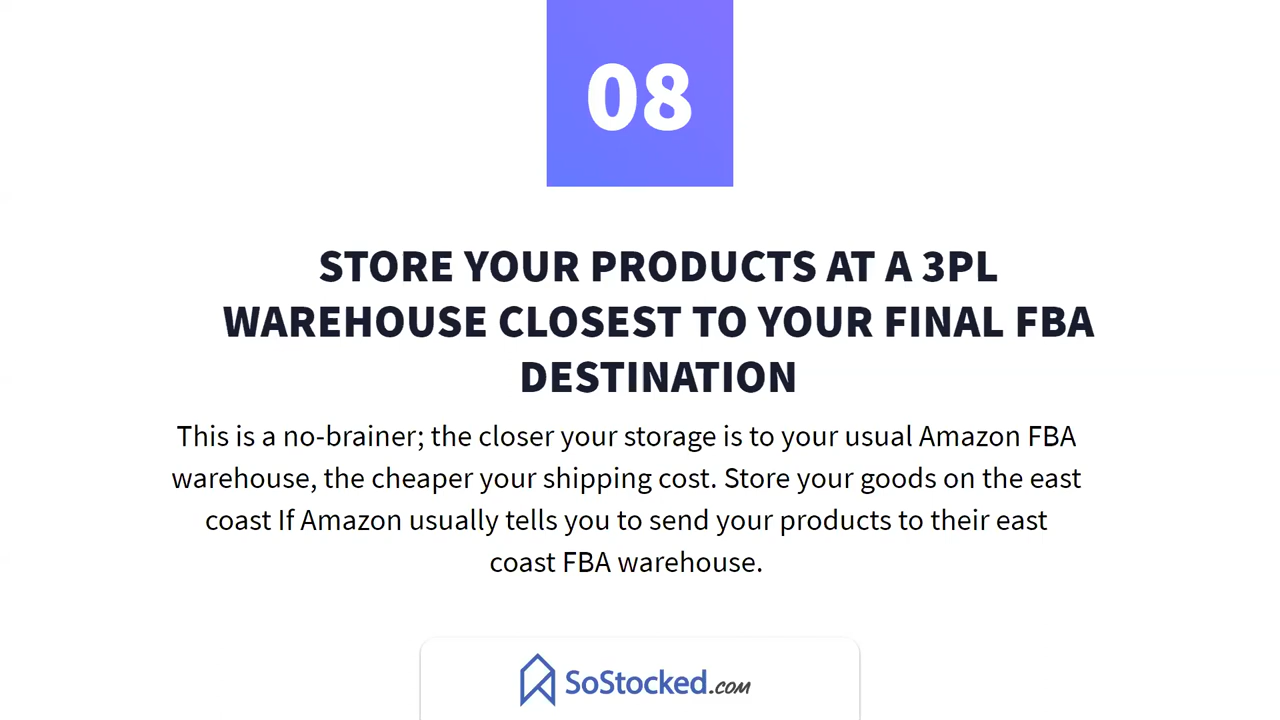 08
STORE YOUR PRODUCTS AT A 3PL
WAREHOUSE CLOSEST TO YOUR FINAL FBA
DESTINATION
This is a no-brainer; the closer your storage is to your usual Amazon FBA
warehouse, the cheaper your shipping cost. Store your goods on the east
coast If Amazon usually tells you to send your products to their east
coast FBA warehouse.
SoStocked.com